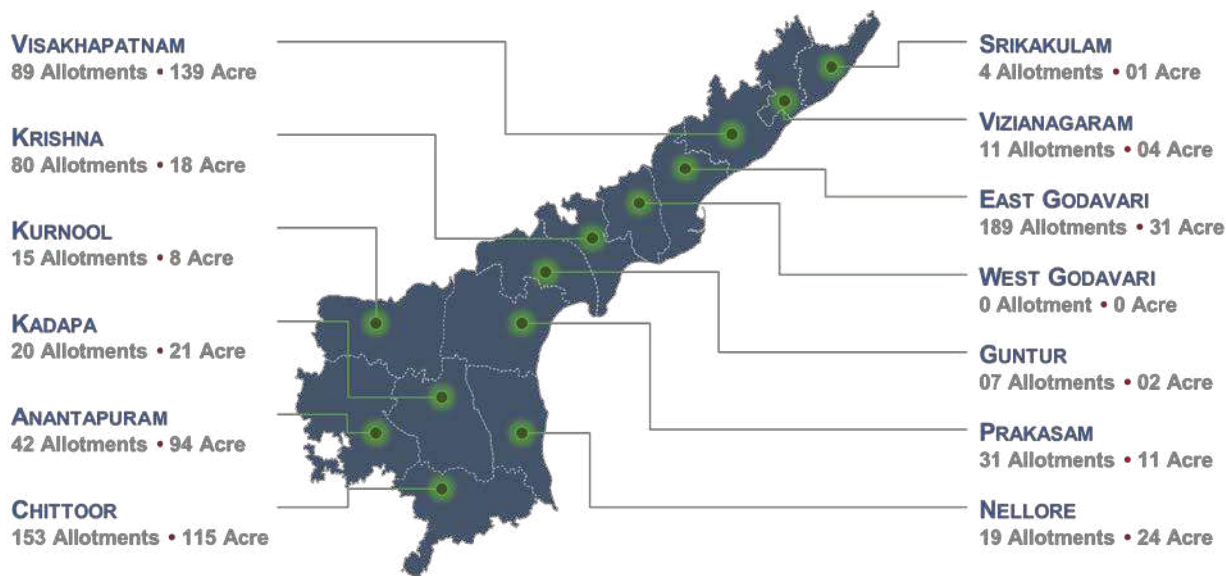 VISAKHAPATNAM
89 Allotments • 139 Acre
KRISHNA
80 Allotments • 18 Acre
KURNOOL
15 Allotments • 8 Acre
KADAPA
20 Allotments • 21 Acre
ANANTAPURAM
42 Allotments • 94 Acre
CHITTOOR
153 Allotments • 115 Acre
SRIKAKULAM
4 Allotments • 01 Acre
VIZIANAGARAM
11 Allotments • 04 Acre
EAST GODAVARI
189 Allotments • 31 Acre
WEST GODAVARI
0 Allotment • 0 Acre
GUNTUR
07 Allotments • 02 Acre
PRAKASAM
31 Allotments • 11 Acre
NELLORE
19 Allotments • 24 Acre